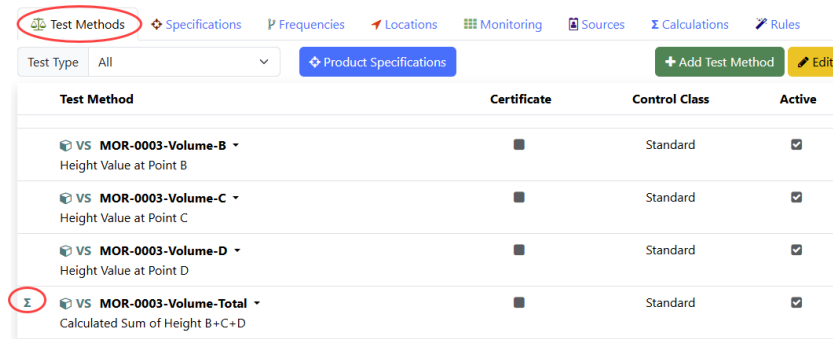 Test Methods Specifications Frequencies Locations Monitoring Sources Σ Calculations Rules
Test Type All Product Specifications + Add Test Method Edit
Test Method Certificate Control Class Active
VS MOR-0003-Volume-B Standard
Height Value at Point B
VS MOR-0003-Volume-C Standard
Height Value at Point C
VS MOR-0003-Volume-D Standard
Height Value at Point D
Σ VS MOR-0003-Volume-Total Standard
Calculated Sum of Height B+C+D